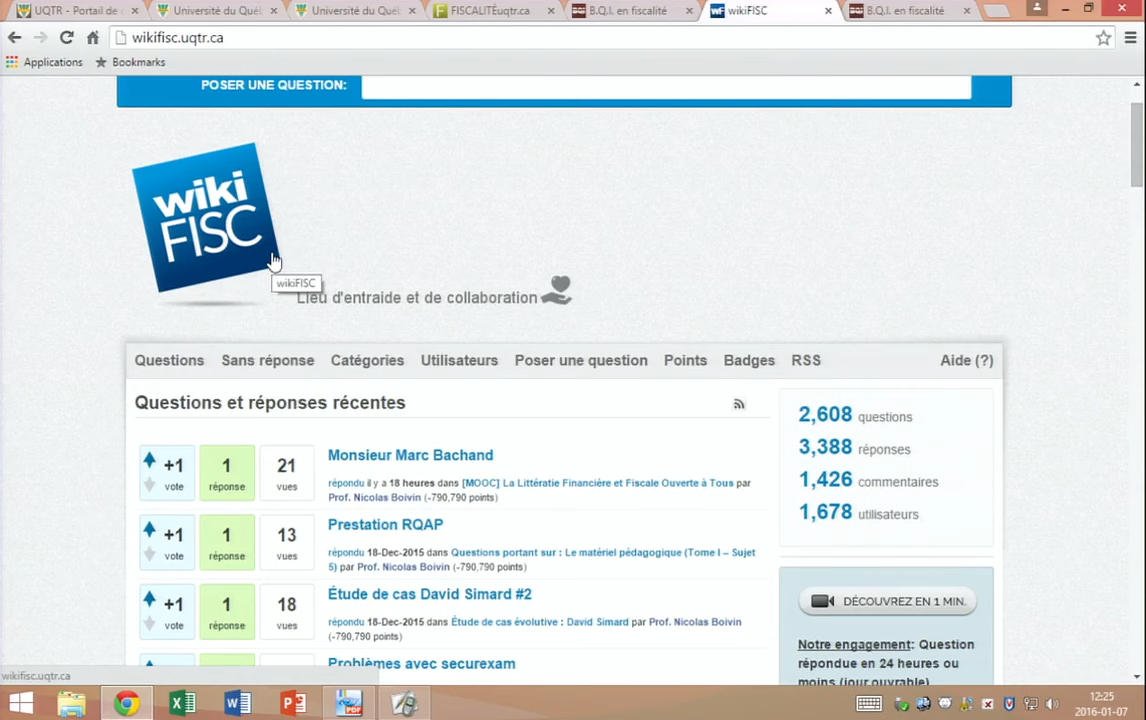 UQTR - Portail de
Université du Qué
Université du Qué
FISCALITÉuqtr.ca
B.Q.I. en fiscalité
wikiFISC
B.Q.I. en fiscalité
wikifisc.uqtr.ca
Applications
Bookmarks
POSER UNE QUESTION:
wiki
FISC
wikiFISC
Lieu d'entraide et de collaboration
Questions Sans réponse Catégories Utilisateurs Poser une question Points Badges RSS Aide (?)
Questions et réponses récentes
+1
vote
1
réponse
21
vues
Monsieur Marc Bachand
répondu il y a 18 heures dans [MOOC] La Littératie Financière et Fiscale Ouverte à Tous par
Prof. Nicolas Boivin (-790,790 points)
+1
vote
1
réponse
13
vues
Prestation RQAP
répondu 18-Dec-2015 dans Questions portant sur : Le matériel pédagogique (Tome I – Sujet
5) par Prof. Nicolas Boivin (-790,790 points)
+1
vote
1
réponse
18
vues
Étude de cas David Simard #2
répondu 18-Dec-2015 dans Étude de cas évolutive : David Simard par Prof. Nicolas Boivin
(-790,790 points)
Problèmes avec securexam
2,608 questions
3,388 réponses
1,426 commentaires
1,678 utilisateurs
DÉCOUVREZ EN 1 MIN.
Notre engagement: Question
répondue en 24 heures ou
moins (jour ouvrable)
wikifisc.uqtr.ca
12:25
2016-01-07